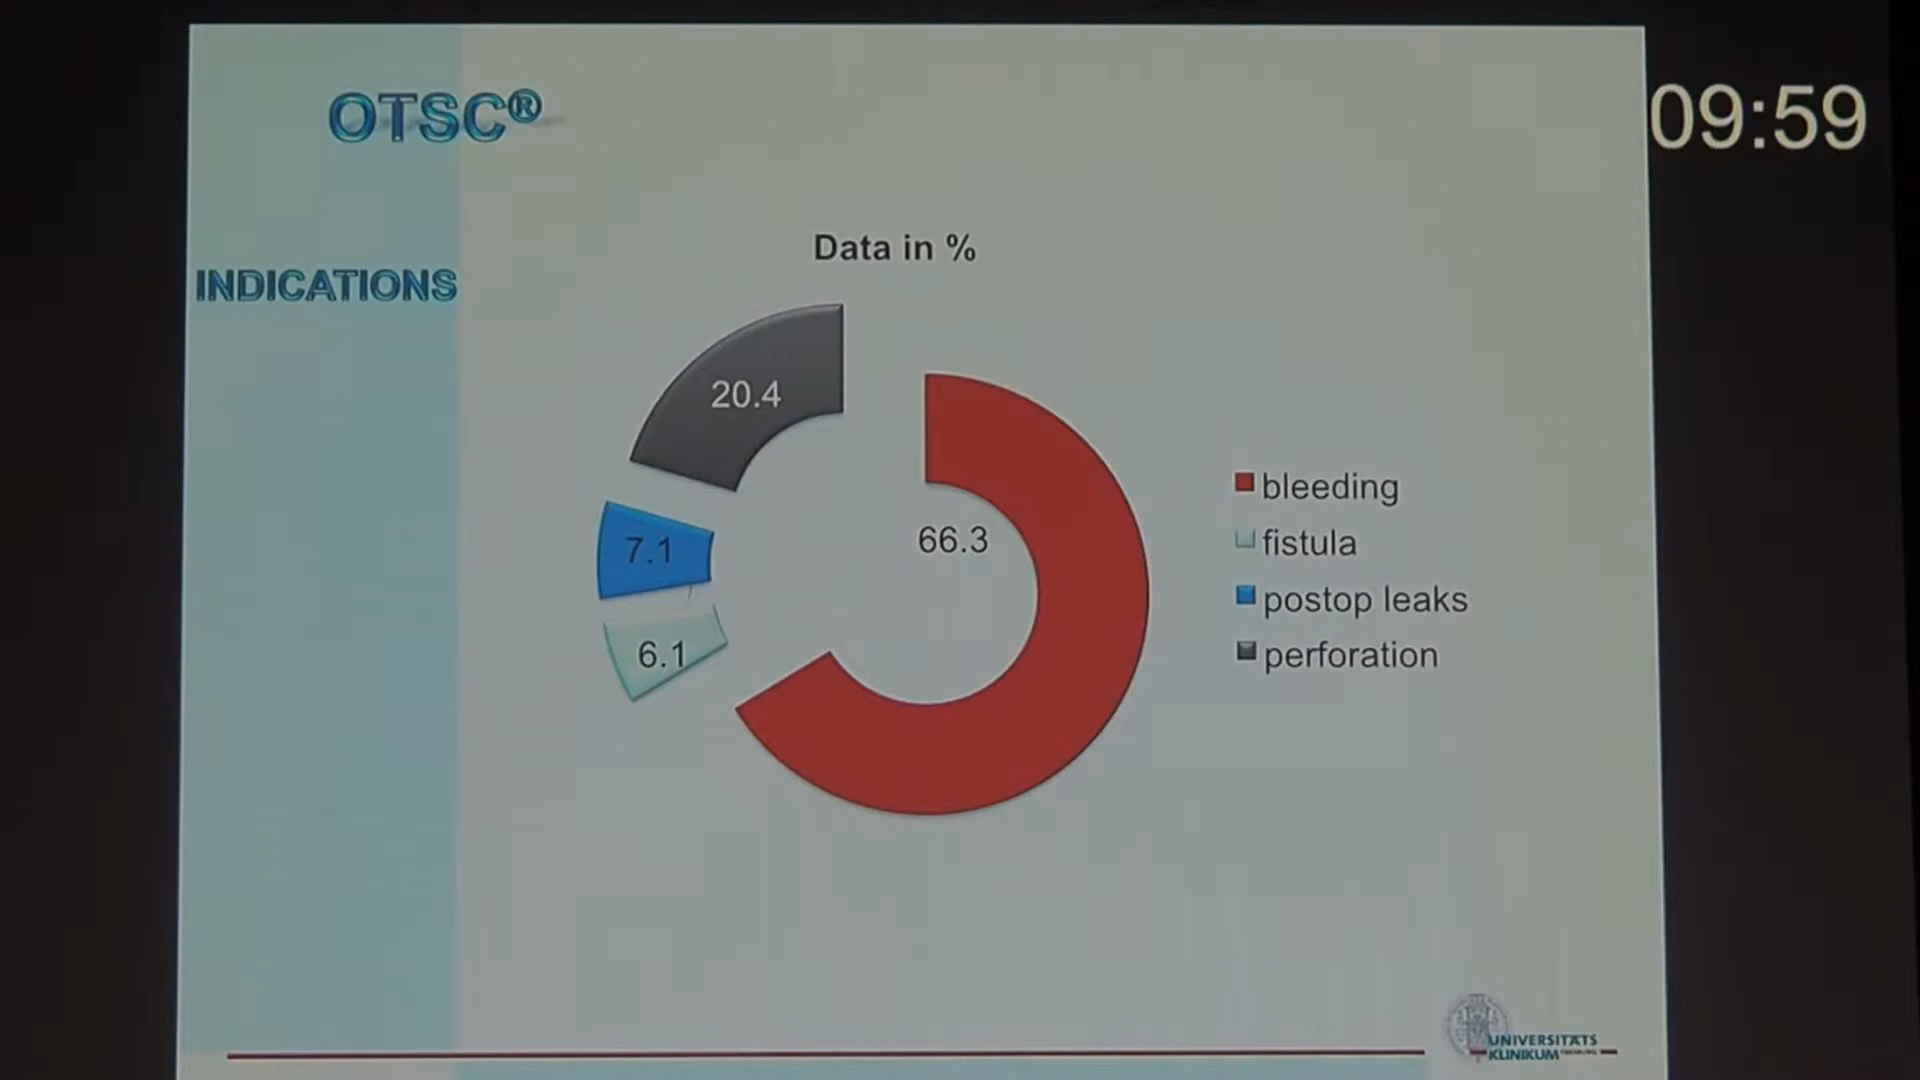 OTSC®
09:59
INDICATIONS
Data in %
20.4
7.1
6.1
66.3
bleeding
fistula
postop leaks
perforation
UNIVERSITÄTS
KLINIKUM